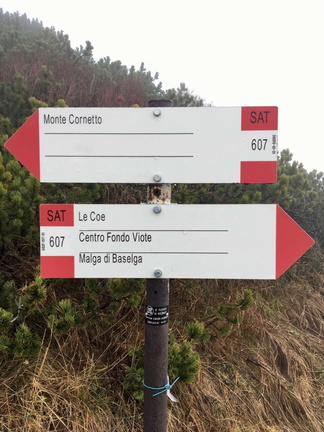 Monte Cornetto
SAT
607
SAT
607
Le Coe
Centro Fondo Viote
Malga di Baselga